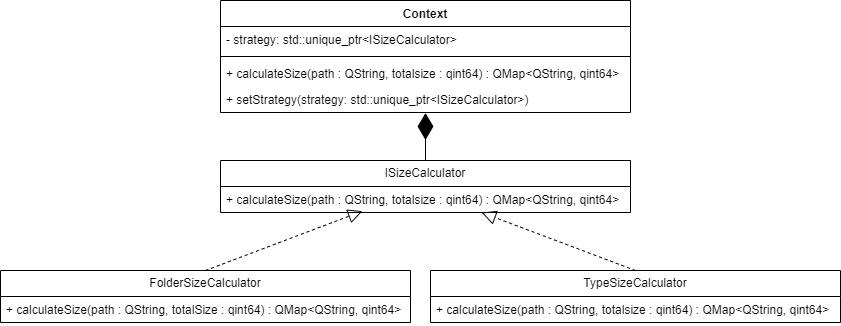 Context
- strategy: std::unique_ptr<ISizeCalculator>
+ calculateSize(path : QString, totalsize : qint64) : QMap<QString, qint64>
+ setStrategy(strategy: std::unique_ptr<ISizeCalculator>)
ISizeCalculator
+ calculateSize(path : QString, totalsize : qint64) : QMap<QString, qint64>
FolderSizeCalculator
+ calculateSize(path : QString, totalSize : qint64) : QMap<QString, qint64>
TypeSizeCalculator
+ calculateSize(path : QString, totalsize : qint64) : QMap<QString, qint64>